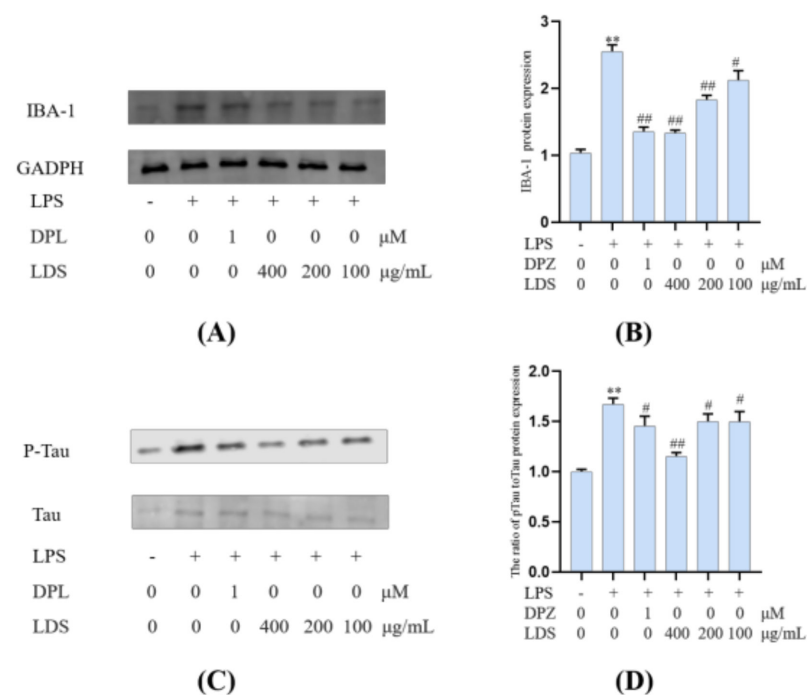 IBA-1
GADPH
LPS - + + + + +
DPL 0 0 1 0 0 0 μM
LDS 0 0 0 400 200 100 μg/mL
(A)
IBA-1 protein expression
3
2
1
0
**
##
##
##
#
LPS - + + + + +
DPZ 0 0 1 0 0 0 μM
LDS 0 0 0 400 200 100 μg/mL
(B)
P-Tau
Tau
LPS - + + + + +
DPL 0 0 1 0 0 0 μM
LDS 0 0 0 400 200 100 μg/mL
(C)
The ratio of pTau toTau protein expression
2.0
1.5
1.0
0.5
0.0
**
#
##
#
#
LPS - + + + + +
DPZ 0 0 1 0 0 0 μM
LDS 0 0 0 400 200 100 μg/mL
(D)